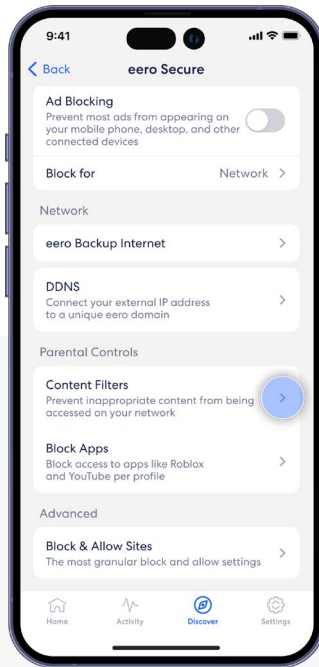 9:41
Back
eero Secure
Ad Blocking
Prevent most ads from appearing on
your mobile phone, desktop, and other
connected devices
Block for
Network
Network
eero Backup Internet
DDNS
Connect your external IP address
to a unique eero domain
Parental Controls
Content Filters
Prevent inappropriate content from being
accessed on your network
Block Apps
Block access to apps like Roblox
and YouTube per profile
Advanced
Block & Allow Sites
The most granular block and allow settings
Home
Activity
Discover
Settings